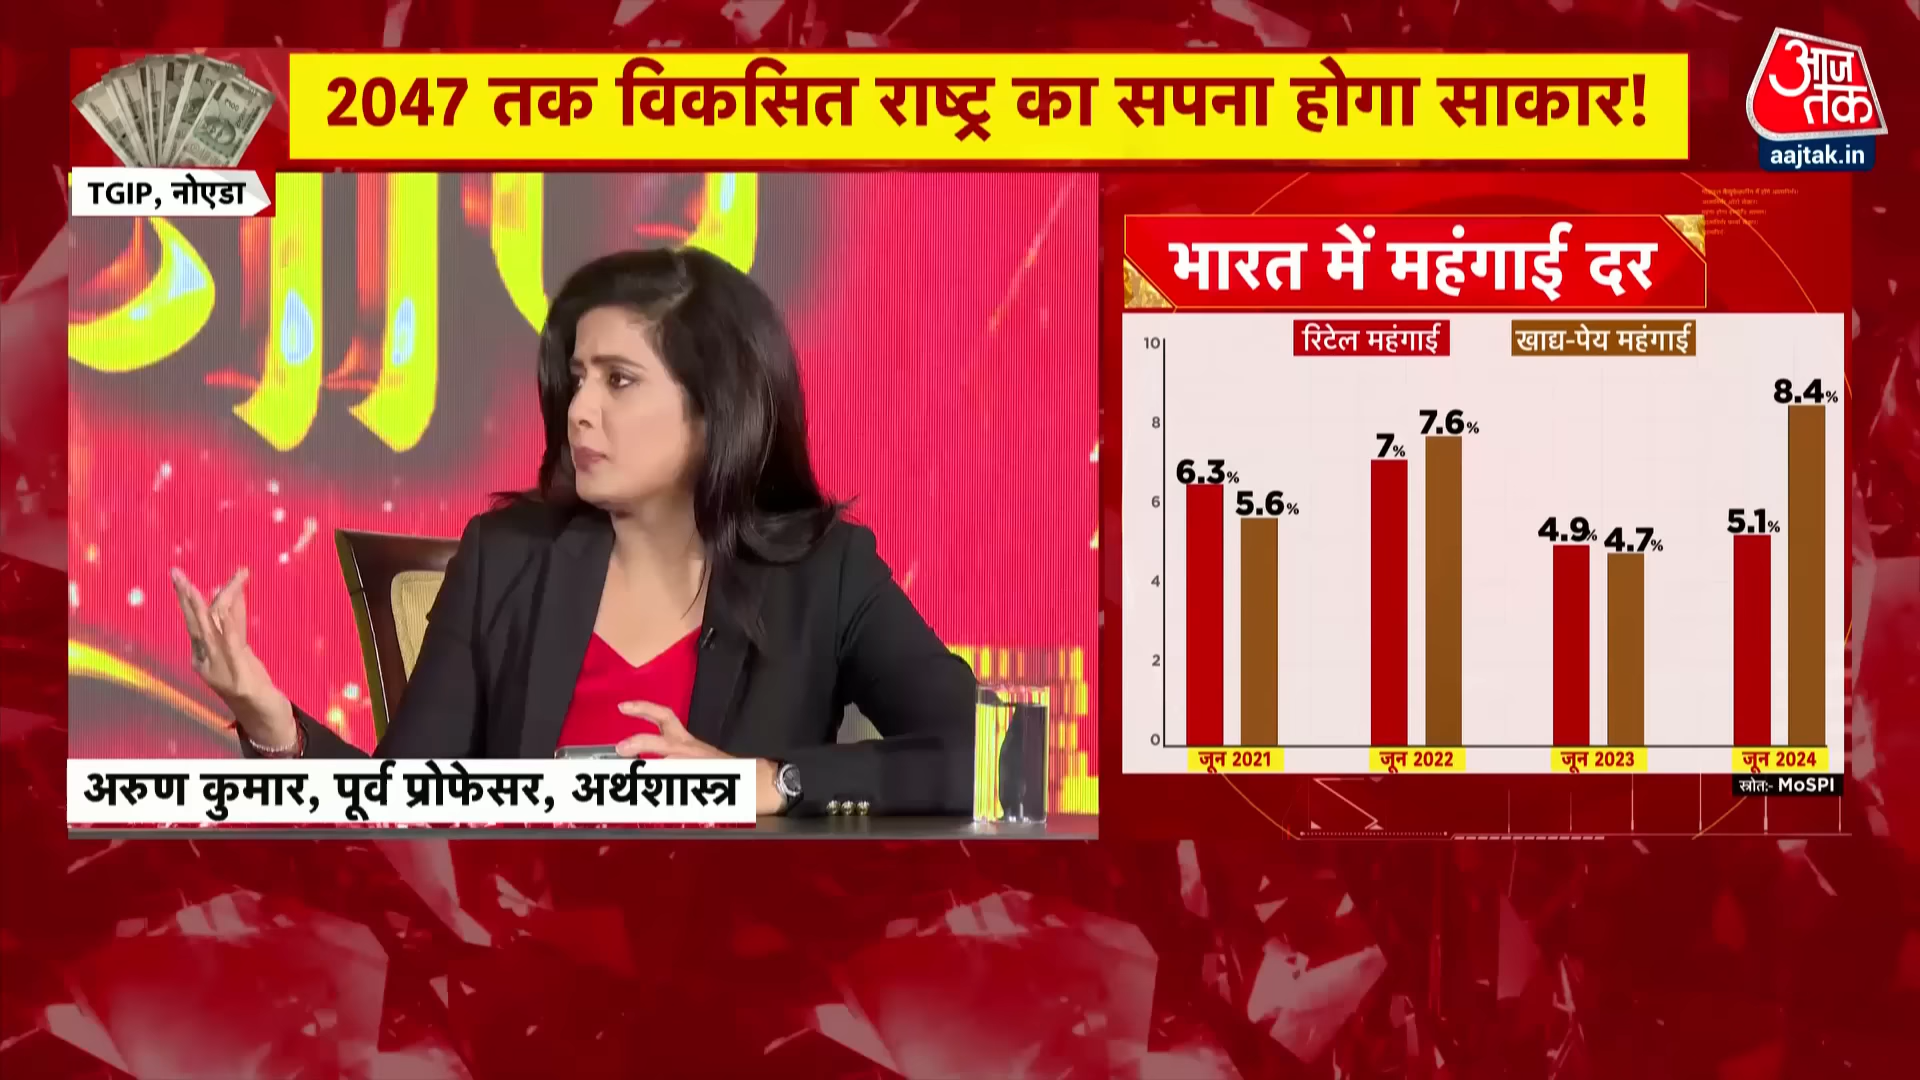 2047 तक विकसित राष्ट्र का सपना होगा साकार!
आज
तक
aajtak.in
TGIP, नोएडा
भारत में महंगाई दर
रिटेल महंगाई
खाद्य-पेय महंगाई
10
8
6
4
2
0
6.3%
5.6%
7%
7.6%
4.9%
4.7%
5.1%
8.4%
जून 2021
जून 2022
जून 2023
जून 2024
स्रोत:- MoSPI
अरुण कुमार, पूर्व प्रोफेसर, अर्थशास्त्र